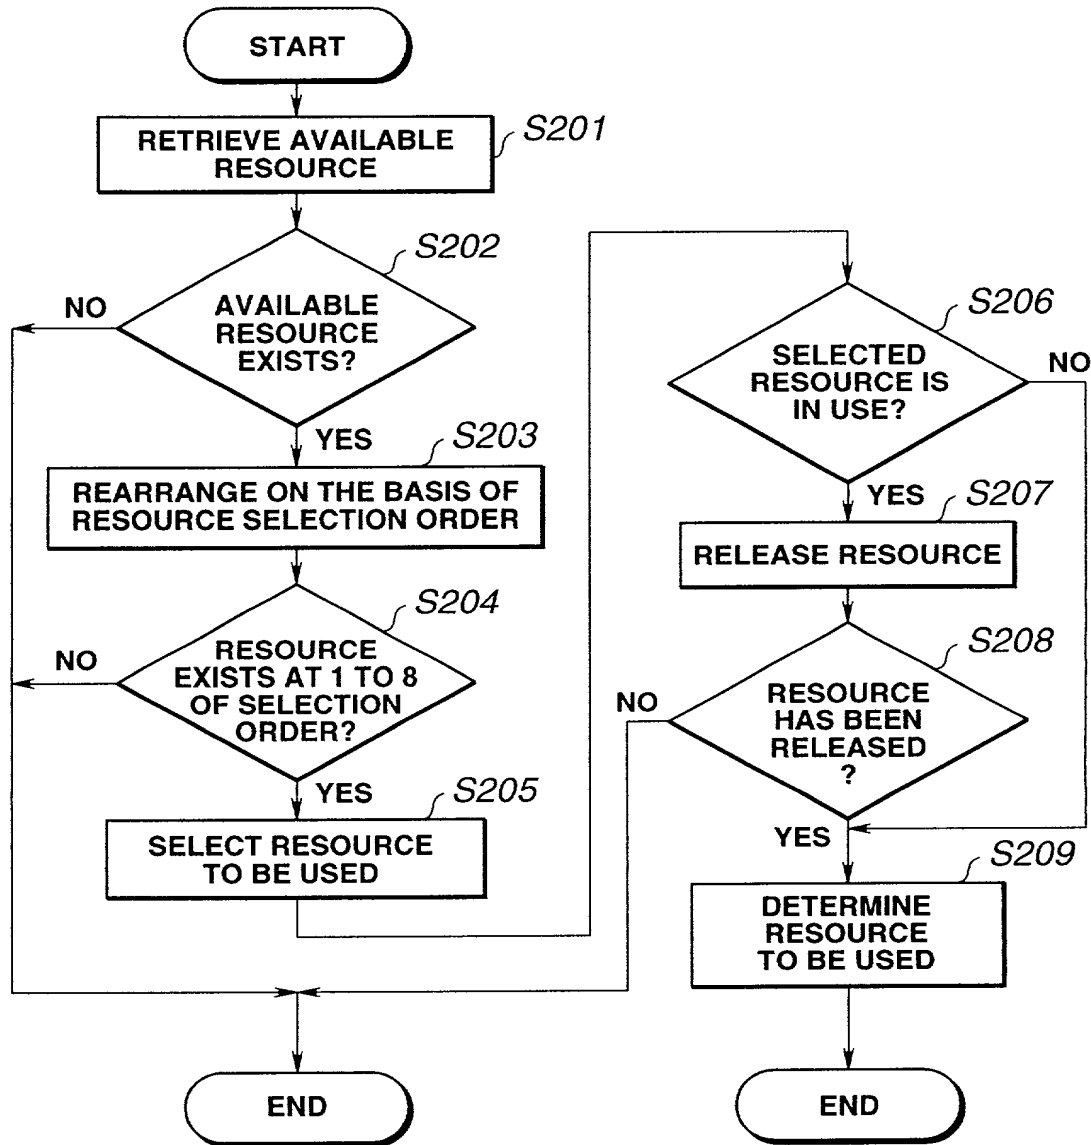 START
RETRIEVE AVAILABLE
RESOURCE
S201
AVAILABLE
RESOURCE
EXISTS?
S202
NO
YES
S203
REARRANGE ON THE BASIS OF
RESOURCE SELECTION ORDER
S204
RESOURCE
EXISTS AT 1 TO 8
OF SELECTION
ORDER?
NO
YES
S205
SELECT RESOURCE
TO BE USED
END
S206
SELECTED
RESOURCE IS
IN USE?
NO
YES
S207
RELEASE RESOURCE
S208
RESOURCE
HAS BEEN
RELEASED
?
NO
YES
S209
DETERMINE
RESOURCE
TO BE USED
END